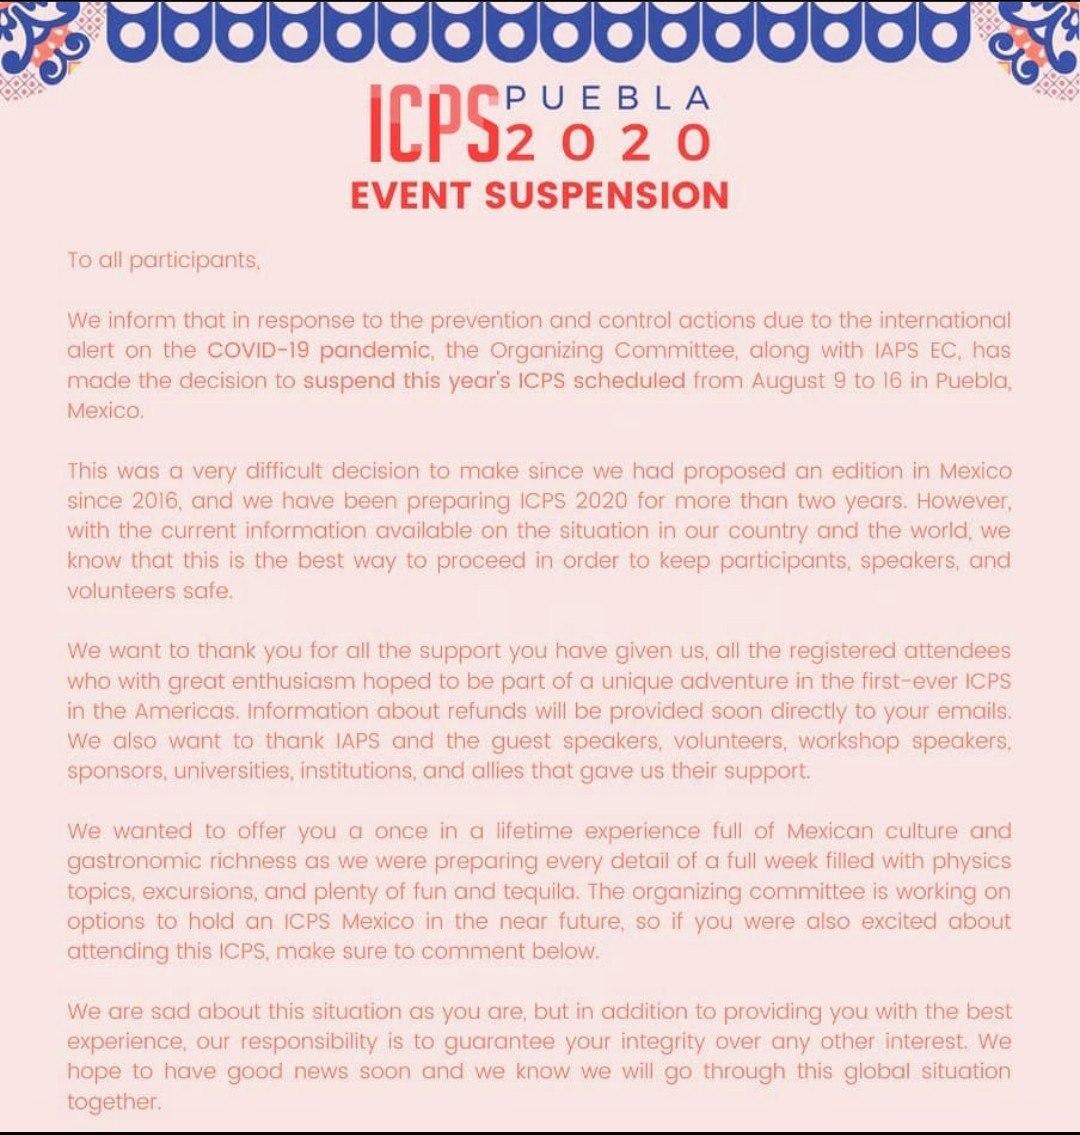 ICPS PUEBLA
2020
EVENT SUSPENSION
To all participants,
We inform that in response to the prevention and control actions due to the international
alert on the COVID-19 pandemic, the Organizing Committee, along with IAPS EC, has
made the decision to suspend this year's ICPS scheduled from August 9 to 16 in Puebla,
Mexico.
This was a very difficult decision to make since we had proposed an edition in Mexico
since 2016, and we have been preparing ICPS 2020 for more than two years. However,
with the current information available on the situation in our country and the world, we
know that this is the best way to proceed in order to keep participants, speakers, and
volunteers safe.
We want to thank you for all the support you have given us, all the registered attendees
who with great enthusiasm hoped to be part of a unique adventure in the first-ever ICPS
in the Americas. Information about refunds will be provided soon directly to your emails.
We also want to thank IAPS and the guest speakers, volunteers, workshop speakers,
sponsors, universities, institutions, and allies that gave us their support.
We wanted to offer you a once in a lifetime experience full of Mexican culture and
gastronomic richness as we were preparing every detail of a full week filled with physics
topics, excursions, and plenty of fun and tequila. The organizing committee is working on
options to hold an ICPS Mexico in the near future, so if you were also excited about
attending this ICPS, make sure to comment below.
We are sad about this situation as you are, but in addition to providing you with the best
experience, our responsibility is to guarantee your integrity over any other interest. We
hope to have good news soon and we know we will go through this global situation
together.